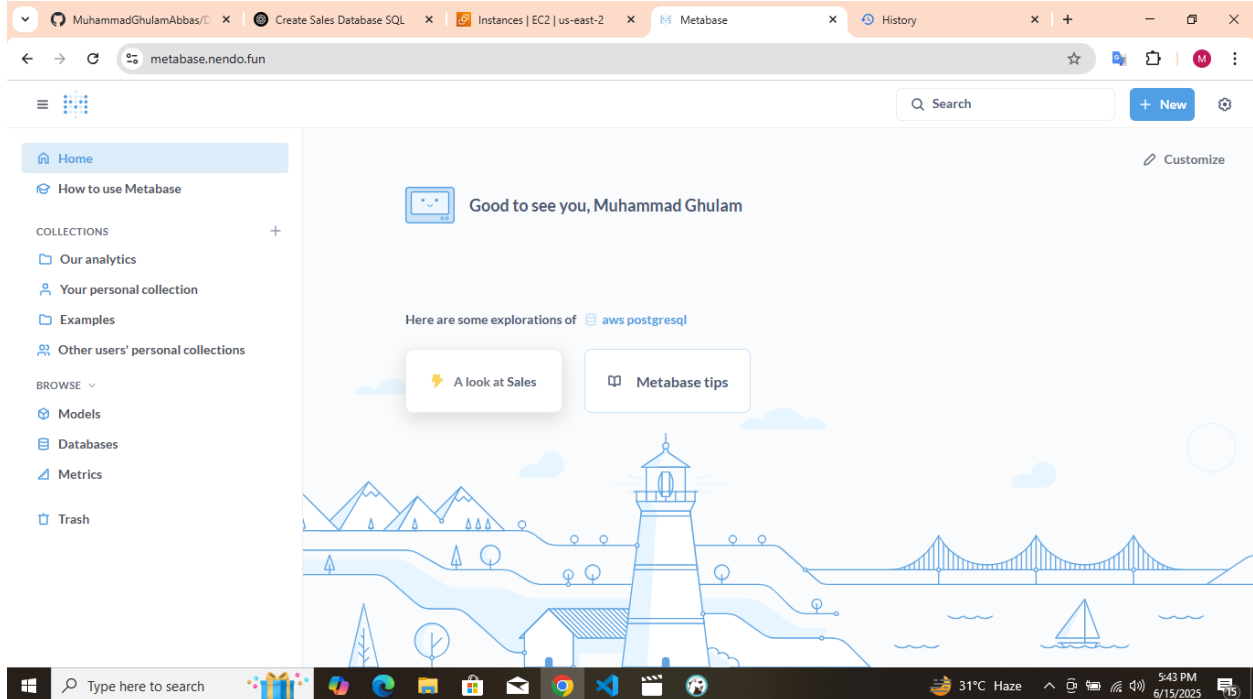 MuhammadGhulamAbbas/D
Create Sales Database SQL
Instances | EC2 | us-east-2
Metabase
History
metabase.nendo.fun
M
Search
+ New
Home
How to use Metabase
COLLECTIONS
Our analytics
Your personal collection
Examples
Other users' personal collections
BROWSE
Models
Databases
Metrics
Trash
Customize
Good to see you, Muhammad Ghulam
Here are some explorations of aws postgresql
A look at Sales
Metabase tips
Type here to search
31°C Haze
5:43 PM
6/15/2025
15